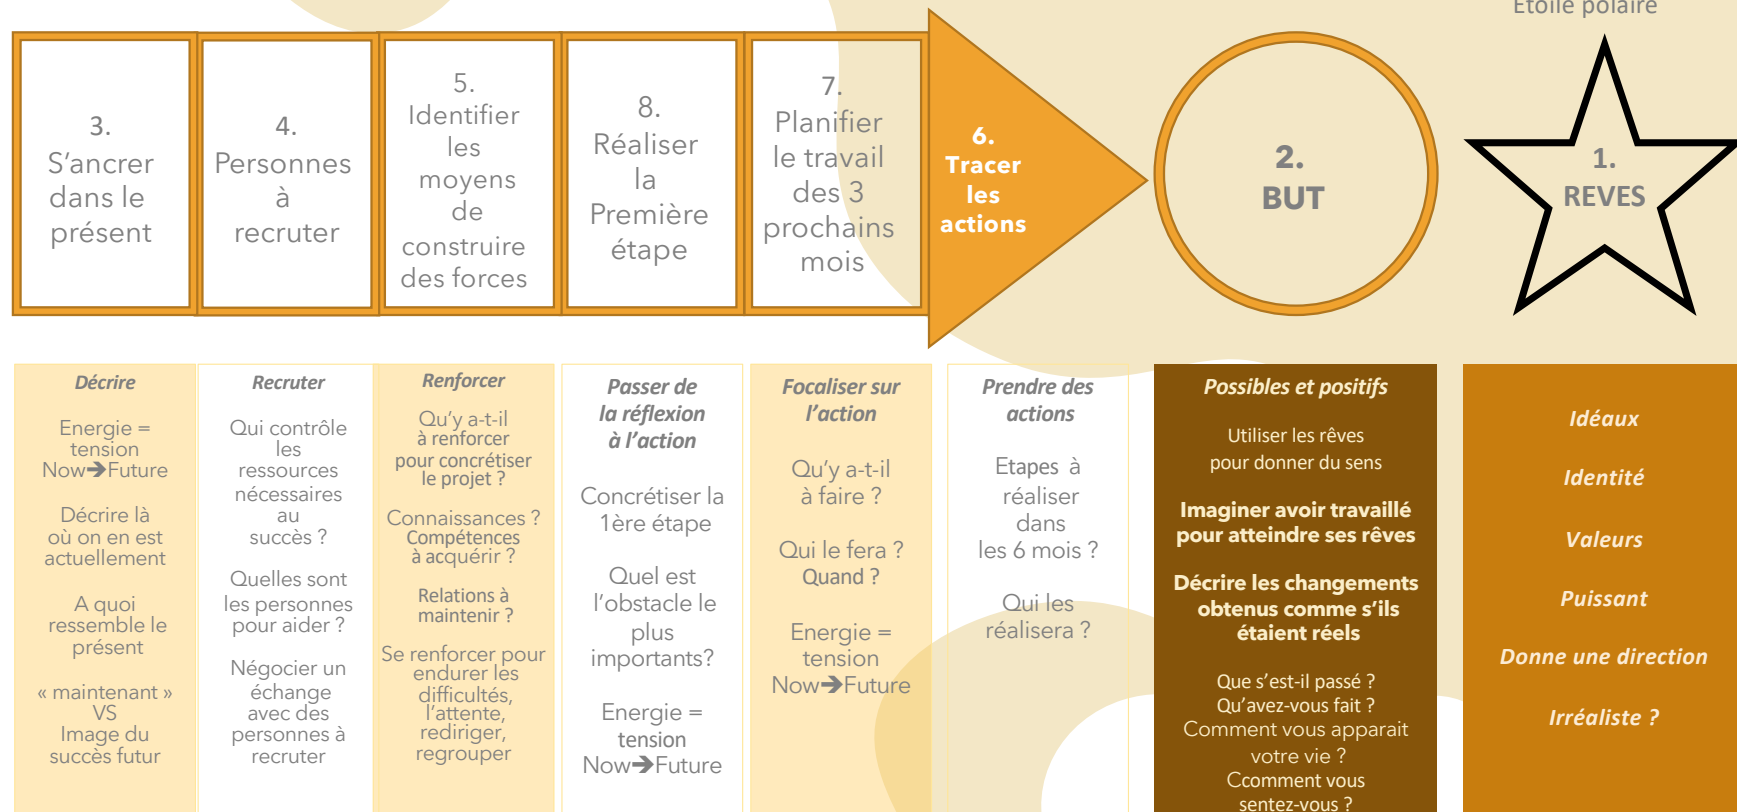 Etoile polaire
3.
S'ancrer
dans le
présent
4.
Personnes
à
recruter
5.
Identifier
les
moyens
de
construire
des forces
8.
Réaliser
la
Première
étape
7.
Planifier
le travail
des 3
prochains
mois
6.
Tracer
les
actions
2.
BUT
1.
REVES
Décrire
Energie =
tension
Now➔Future
Décrire là
où on en est
actuellement
A quoi
ressemble le
présent
« maintenant »
VS
Image du
succès futur
Recruter
Qui contrôle
les
ressources
nécessaires
au
succès ?
Quelles sont
les personnes
pour aider ?
Négocier un
échange
avec des
personnes à
recruter
Renforcer
Qu'y a-t-il
à renforcer
pour concrétiser
le projet ?
Connaissances ?
Compétences
à acquérir ?
Relations à
maintenir ?
Se renforcer pour
endurer les
difficultés,
l'attente,
rediriger,
regrouper
Passer de
la réflexion
à l'action
Concrétiser la
1ère étape
Quel est
l'obstacle le
plus
importants?
Energie =
tension
Now➔Future
Focaliser sur
l'action
Qu'y a-t-il
à faire ?
Qui le fera ?
Quand ?
Energie =
tension
Now➔Future
Prendre des
actions
Etapes à
réaliser
dans
les 6 mois ?
Qui les
réalisera ?
Possibles et positifs
Utiliser les rêves
pour donner du sens
Imaginer avoir travaillé
pour atteindre ses rêves
Décrire les changements
obtenus comme s'ils
étaient réels
Que s'est-il passé ?
Qu'avez-vous fait ?
Comment vous apparait
votre vie ?
Ccomment vous
sentez-vous ?
Idéaux
Identité
Valeurs
Puissant
Donne une direction
Irréaliste ?